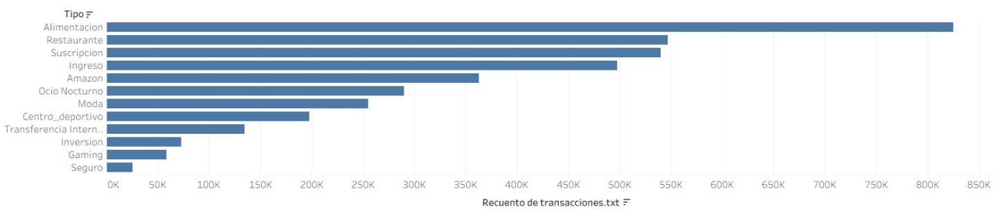 Tipo
Alimentacion
Restaurante
Suscripcion
Ingreso
Amazon
Ocio Nocturno
Moda
Centro_deportivo
Transferencia Intern..
Inversion
Gaming
Seguro
0K 50K 100K 150K 200K 250K 300K 350K 400K 450K 500K 550K 600K 650K 700K 750K 800K 850K
Recuento de transacciones.txt